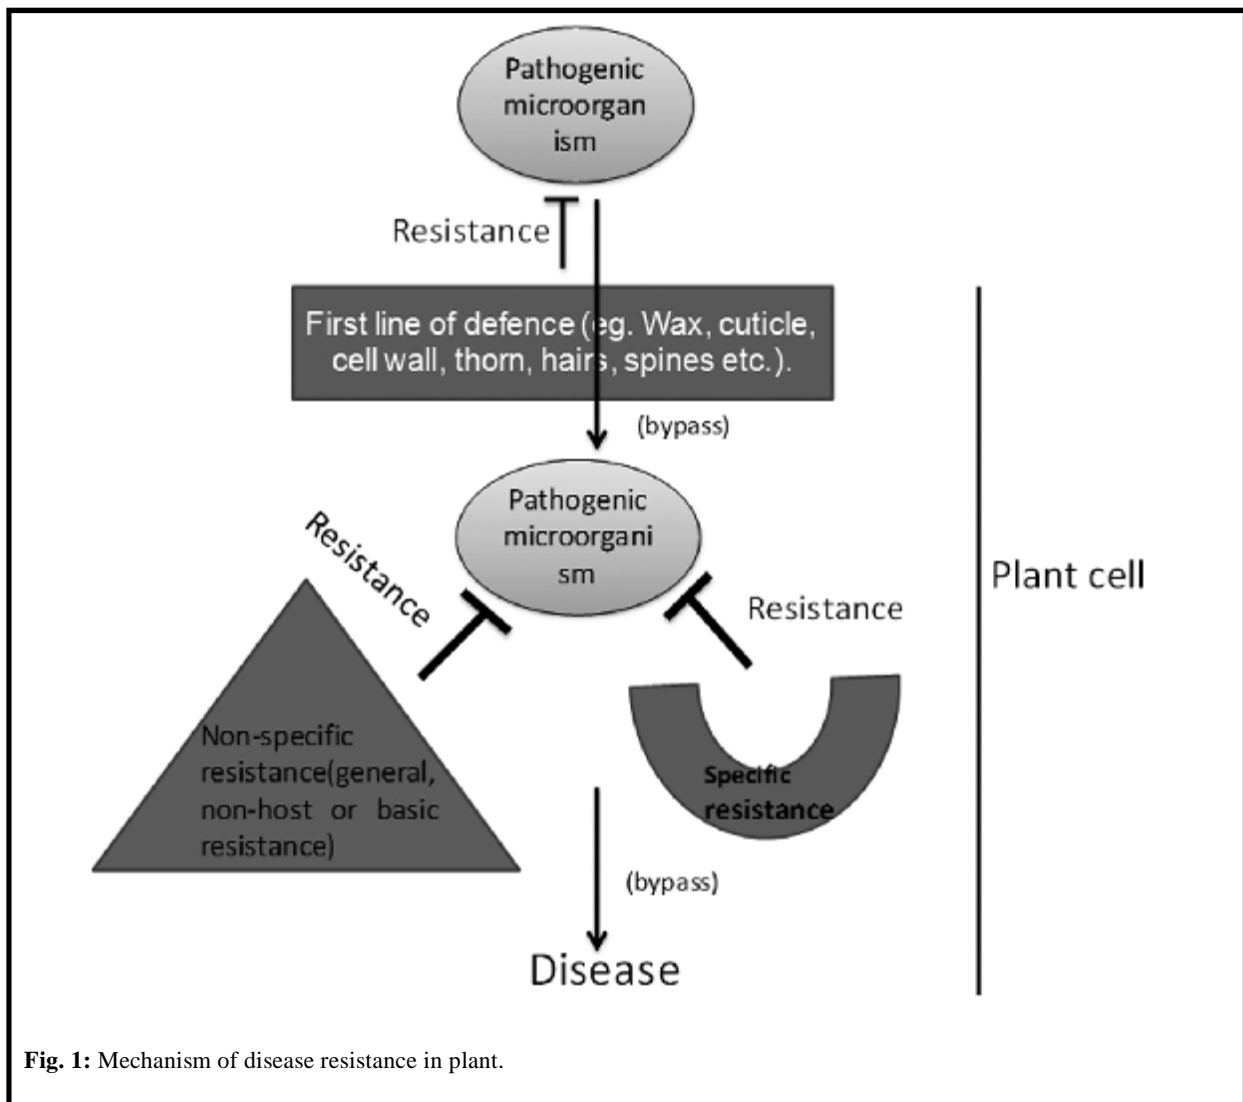 Pathogenic
microorgan
ism
Resistance
First line of defence (eg. Wax, cuticle,
cell wall, thorn, hairs, spines etc.).
(bypass)
Pathogenic
microorgani
sm
Resistance
Resistance
Plant cell
Non-specific
resistance(general,
non-host or basic
resistance)
Specific
resistance
(bypass)
Disease
Fig. 1: Mechanism of disease resistance in plant.